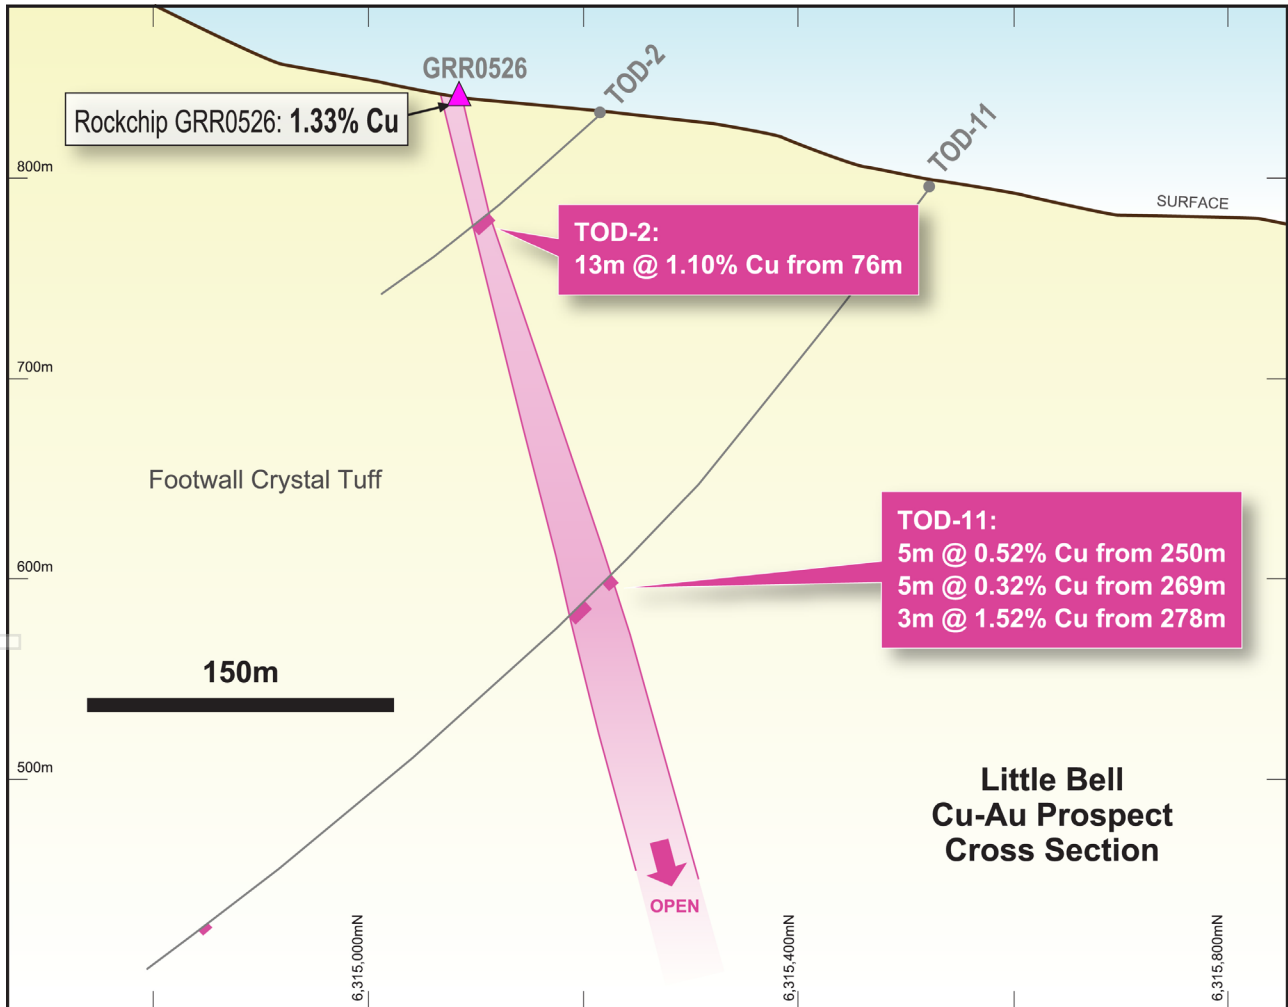 GRR0526
TOD-2
Rockchip GRR0526: 1.33% Cu
TOD-11
800m
SURFACE
TOD-2:
13m @ 1.10% Cu from 76m
700m
Footwall Crystal Tuff
TOD-11:
5m @ 0.52% Cu from 250m
5m @ 0.32% Cu from 269m
3m @ 1.52% Cu from 278m
600m
150m
500m
Little Bell
Cu-Au Prospect
Cross Section
OPEN
6,315,000mN
6,315,400mN
6,315,800mN